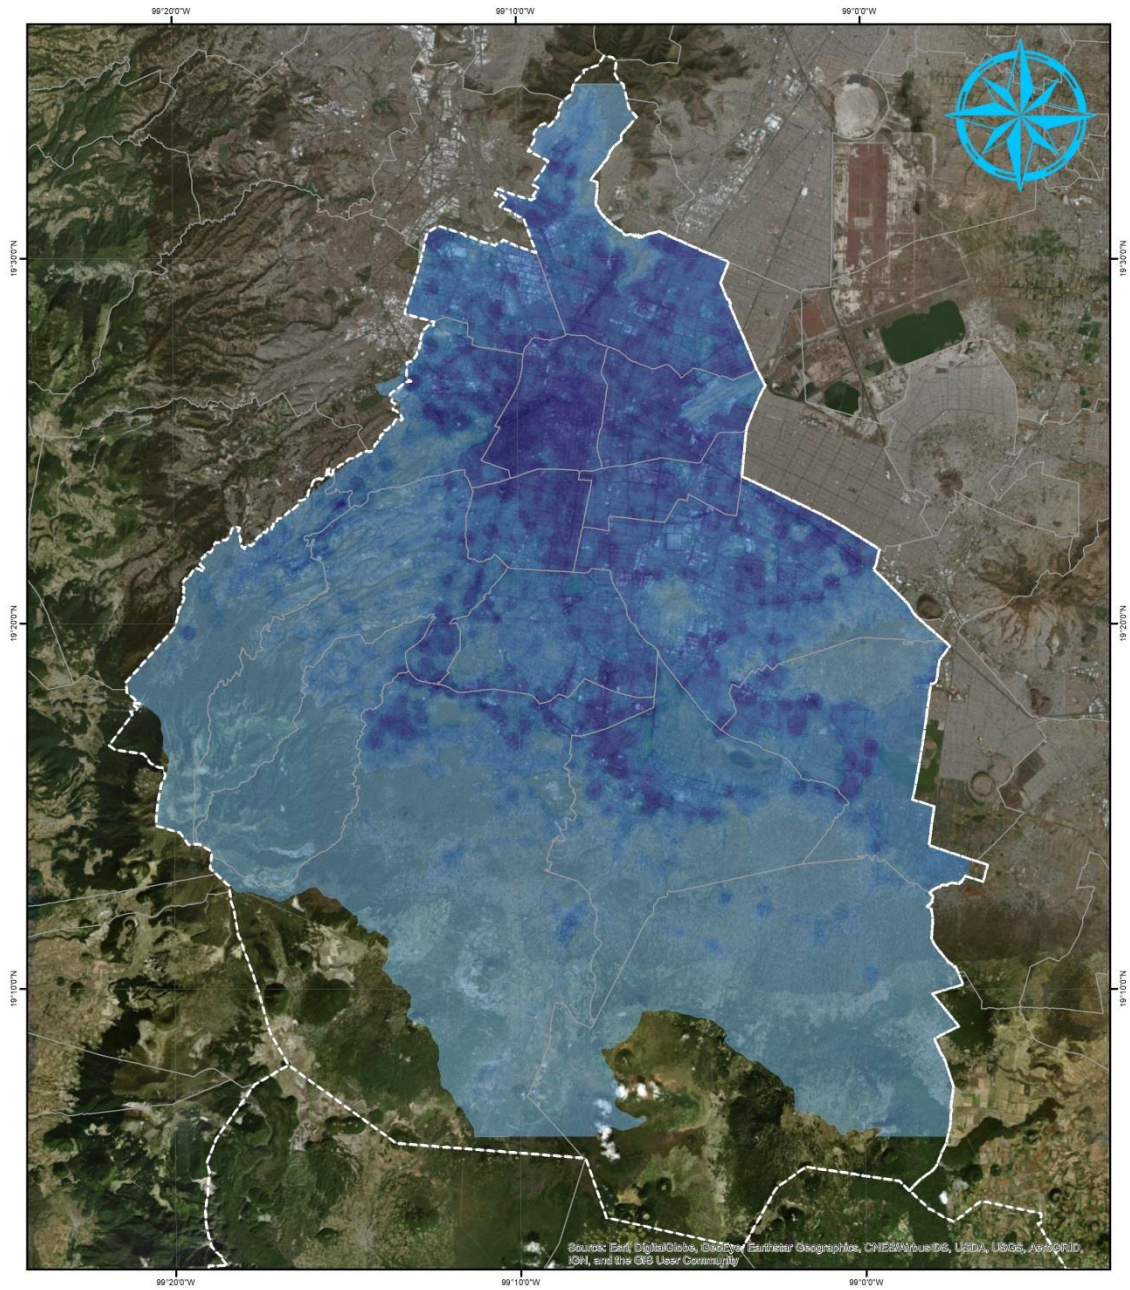 99°20'0"W 99°10'0"W 99°0'0"W
19°30'0"N 19°30'0"N
19°20'0"N 19°20'0"N
19°10'0"N 19°10'0"N
Source: Esri, DigitalGlobe, GeoEye, Earthstar Geographics, CNES/Airbus DS, USDA, USGS, AeroGRID,
IGN, and the GIS User Community
99°20'0"W 99°10'0"W 99°0'0"W